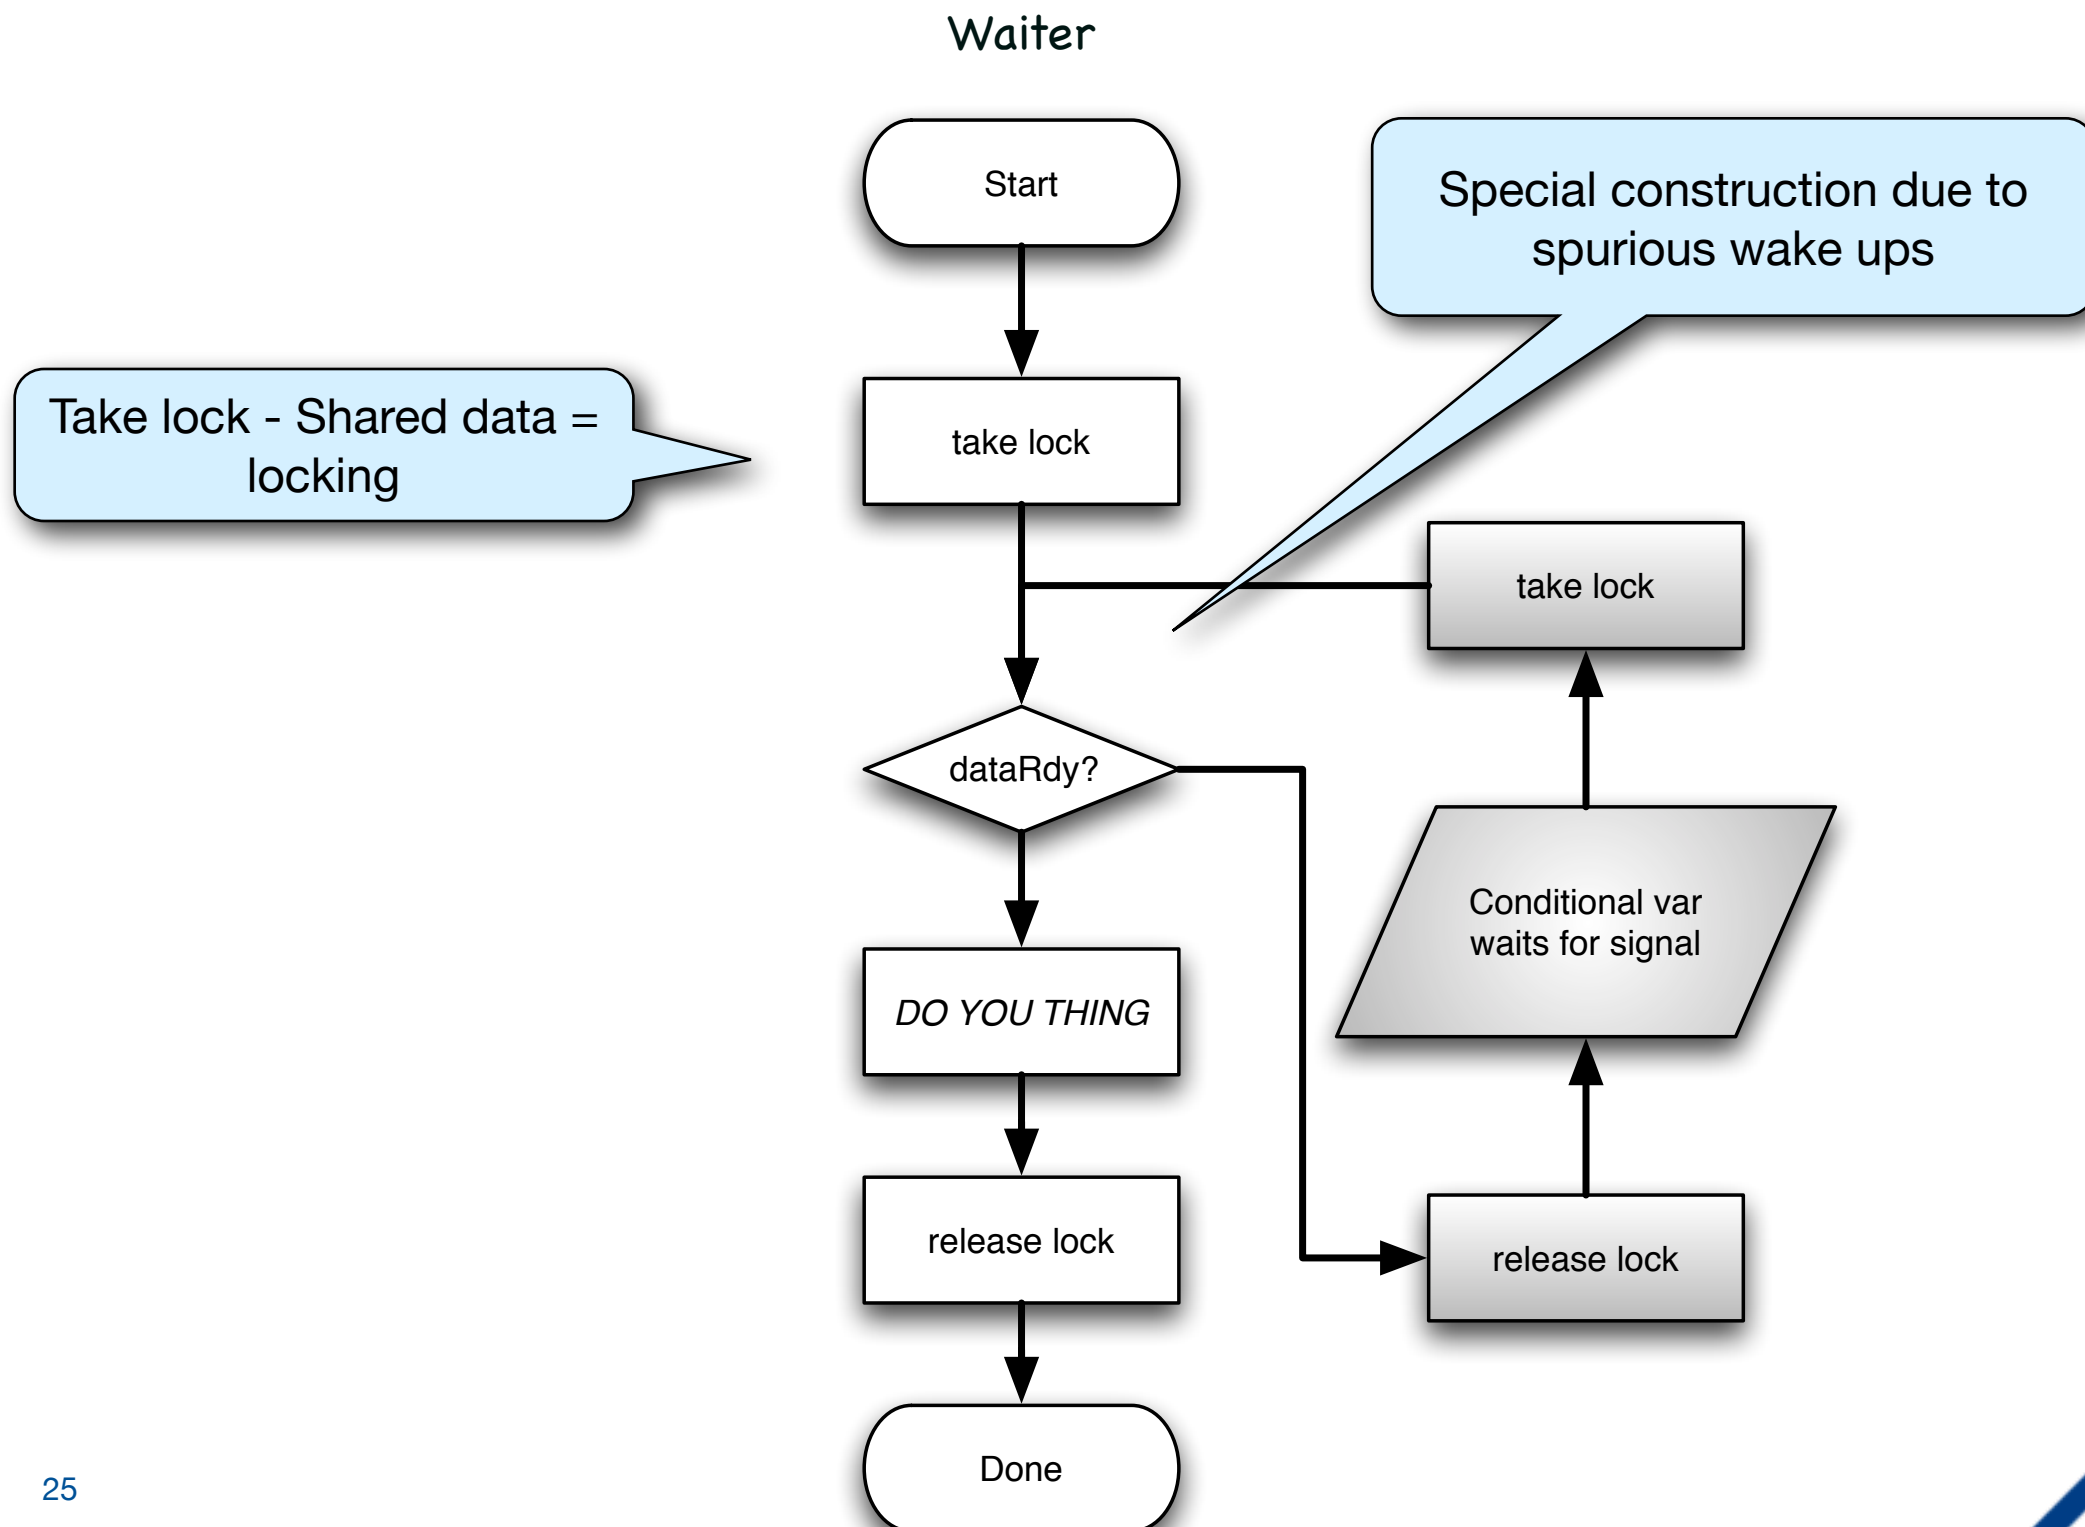 Waiter
Start
Special construction due to
spurious wake ups
Take lock - Shared data =
locking
take lock
take lock
dataRdy?
Conditional var
waits for signal
DO YOU THING
release lock
release lock
Done
25